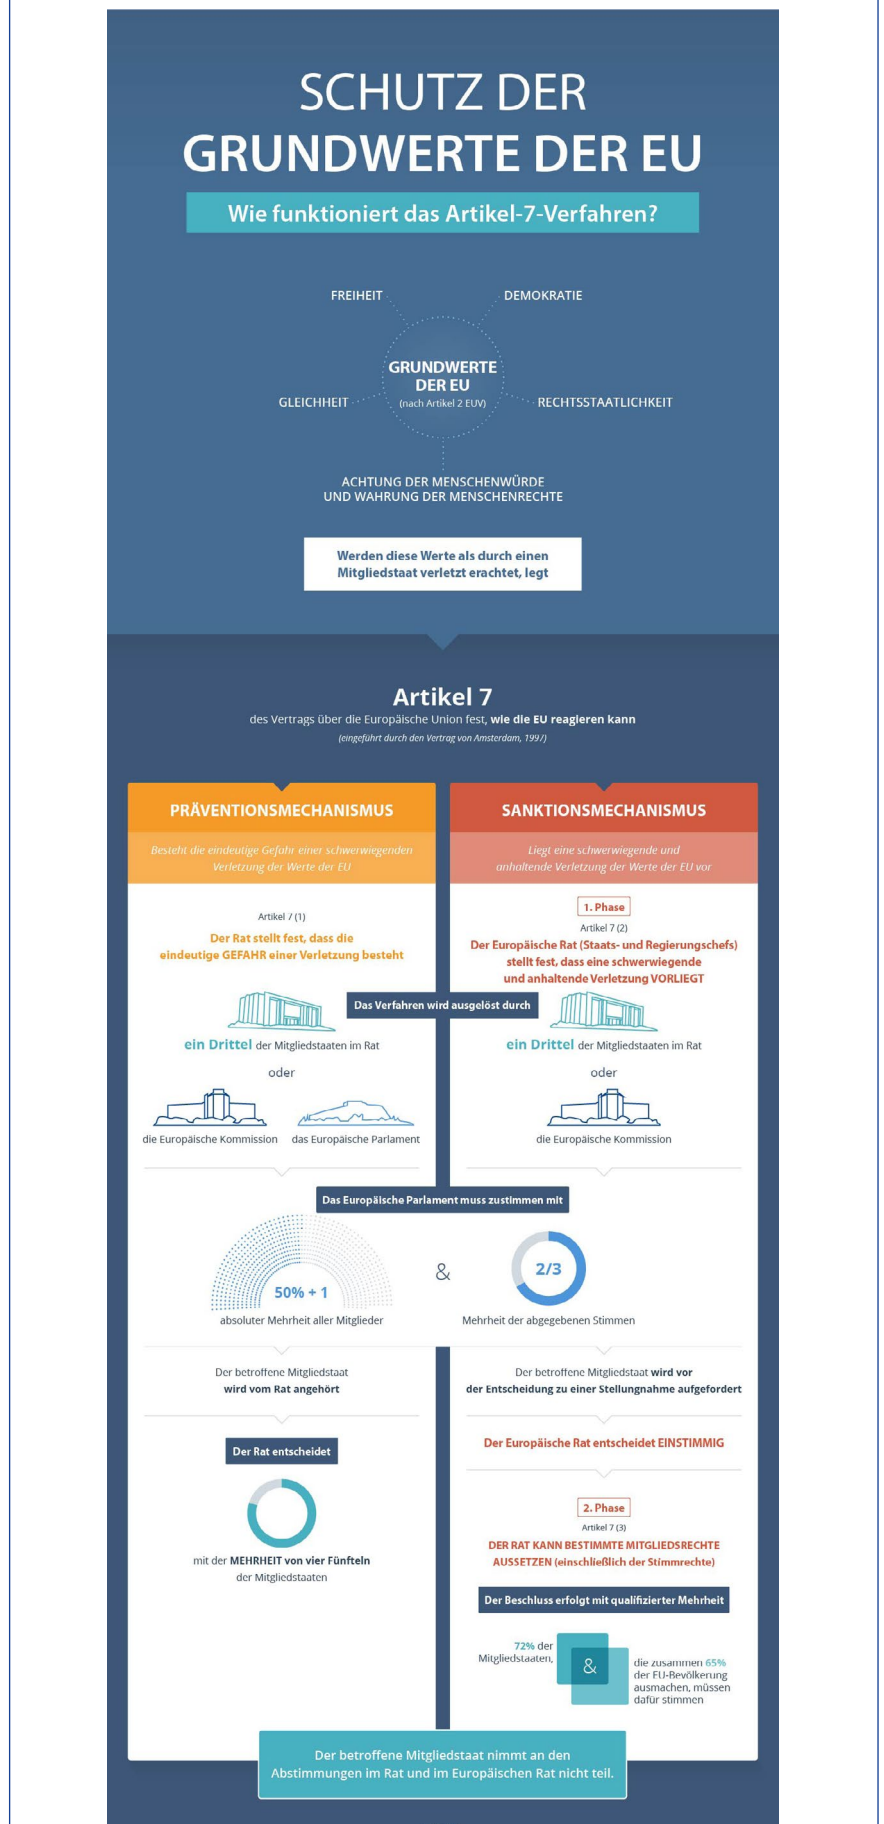 SCHUTZ DER
GRUNDWERTE DER EU
Wie funktioniert das Artikel-7-Verfahren?
FREIHEIT
DEMOKRATIE
GRUNDWERTE
DER EU
(nach Artikel 2 EUV)
GLEICHHEIT
RECHTSSTAATLICHKEIT
ACHTUNG DER MENSCHENWÜRDE
UND WAHRUNG DER MENSCHENRECHTE
Werden diese Werte als durch einen
Mitgliedstaat verletzt erachtet, legt
Artikel 7
des Vertrags über die Europäische Union fest, wie die EU reagieren kann
(eingeführt durch den Vertrag von Amsterdam, 1997)
PRÄVENTIONSMECHANISMUS
Besteht die eindeutige Gefahr einer schwerwiegenden
Verletzung der Werte der EU
Artikel 7 (1)
Der Rat stellt fest, dass die
eindeutige GEFAHR einer Verletzung besteht
SANKTIONSMECHANISMUS
Liegt eine schwerwiegende und
anhaltende Verletzung der Werte der EU vor
1. Phase
Artikel 7 (2)
Der Europäische Rat (Staats- und Regierungschefs)
stellt fest, dass eine schwerwiegende
und anhaltende Verletzung VORLIEGT
Das Verfahren wird ausgelöst durch
ein Drittel der Mitgliedstaaten im Rat
oder
die Europäische Kommission
das Europäische Parlament
ein Drittel der Mitgliedstaaten im Rat
oder
die Europäische Kommission
Das Europäische Parlament muss zustimmen mit
50% + 1
absoluter Mehrheit aller Mitglieder
&
2/3
Mehrheit der abgegebenen Stimmen
Der betroffene Mitgliedstaat
wird vom Rat angehört
Der Rat entscheidet
mit der MEHRHEIT von vier Fünfteln
der Mitgliedstaaten
Der betroffene Mitgliedstaat wird vor
der Entscheidung zu einer Stellungnahme aufgefordert
Der Europäische Rat entscheidet EINSTIMMIG
2. Phase
Artikel 7 (3)
DER RAT KANN BESTIMMTE MITGLIEDSRECHTE
AUSSETZEN (einschließlich der Stimmrechte)
Der Beschluss erfolgt mit qualifizierter Mehrheit
72% der
Mitgliedstaaten,
&
die zusammen 65%
der EU-Bevölkerung
ausmachen, müssen
dafür stimmen
Der betroffene Mitgliedstaat nimmt an den
Abstimmungen im Rat und im Europäischen Rat nicht teil.